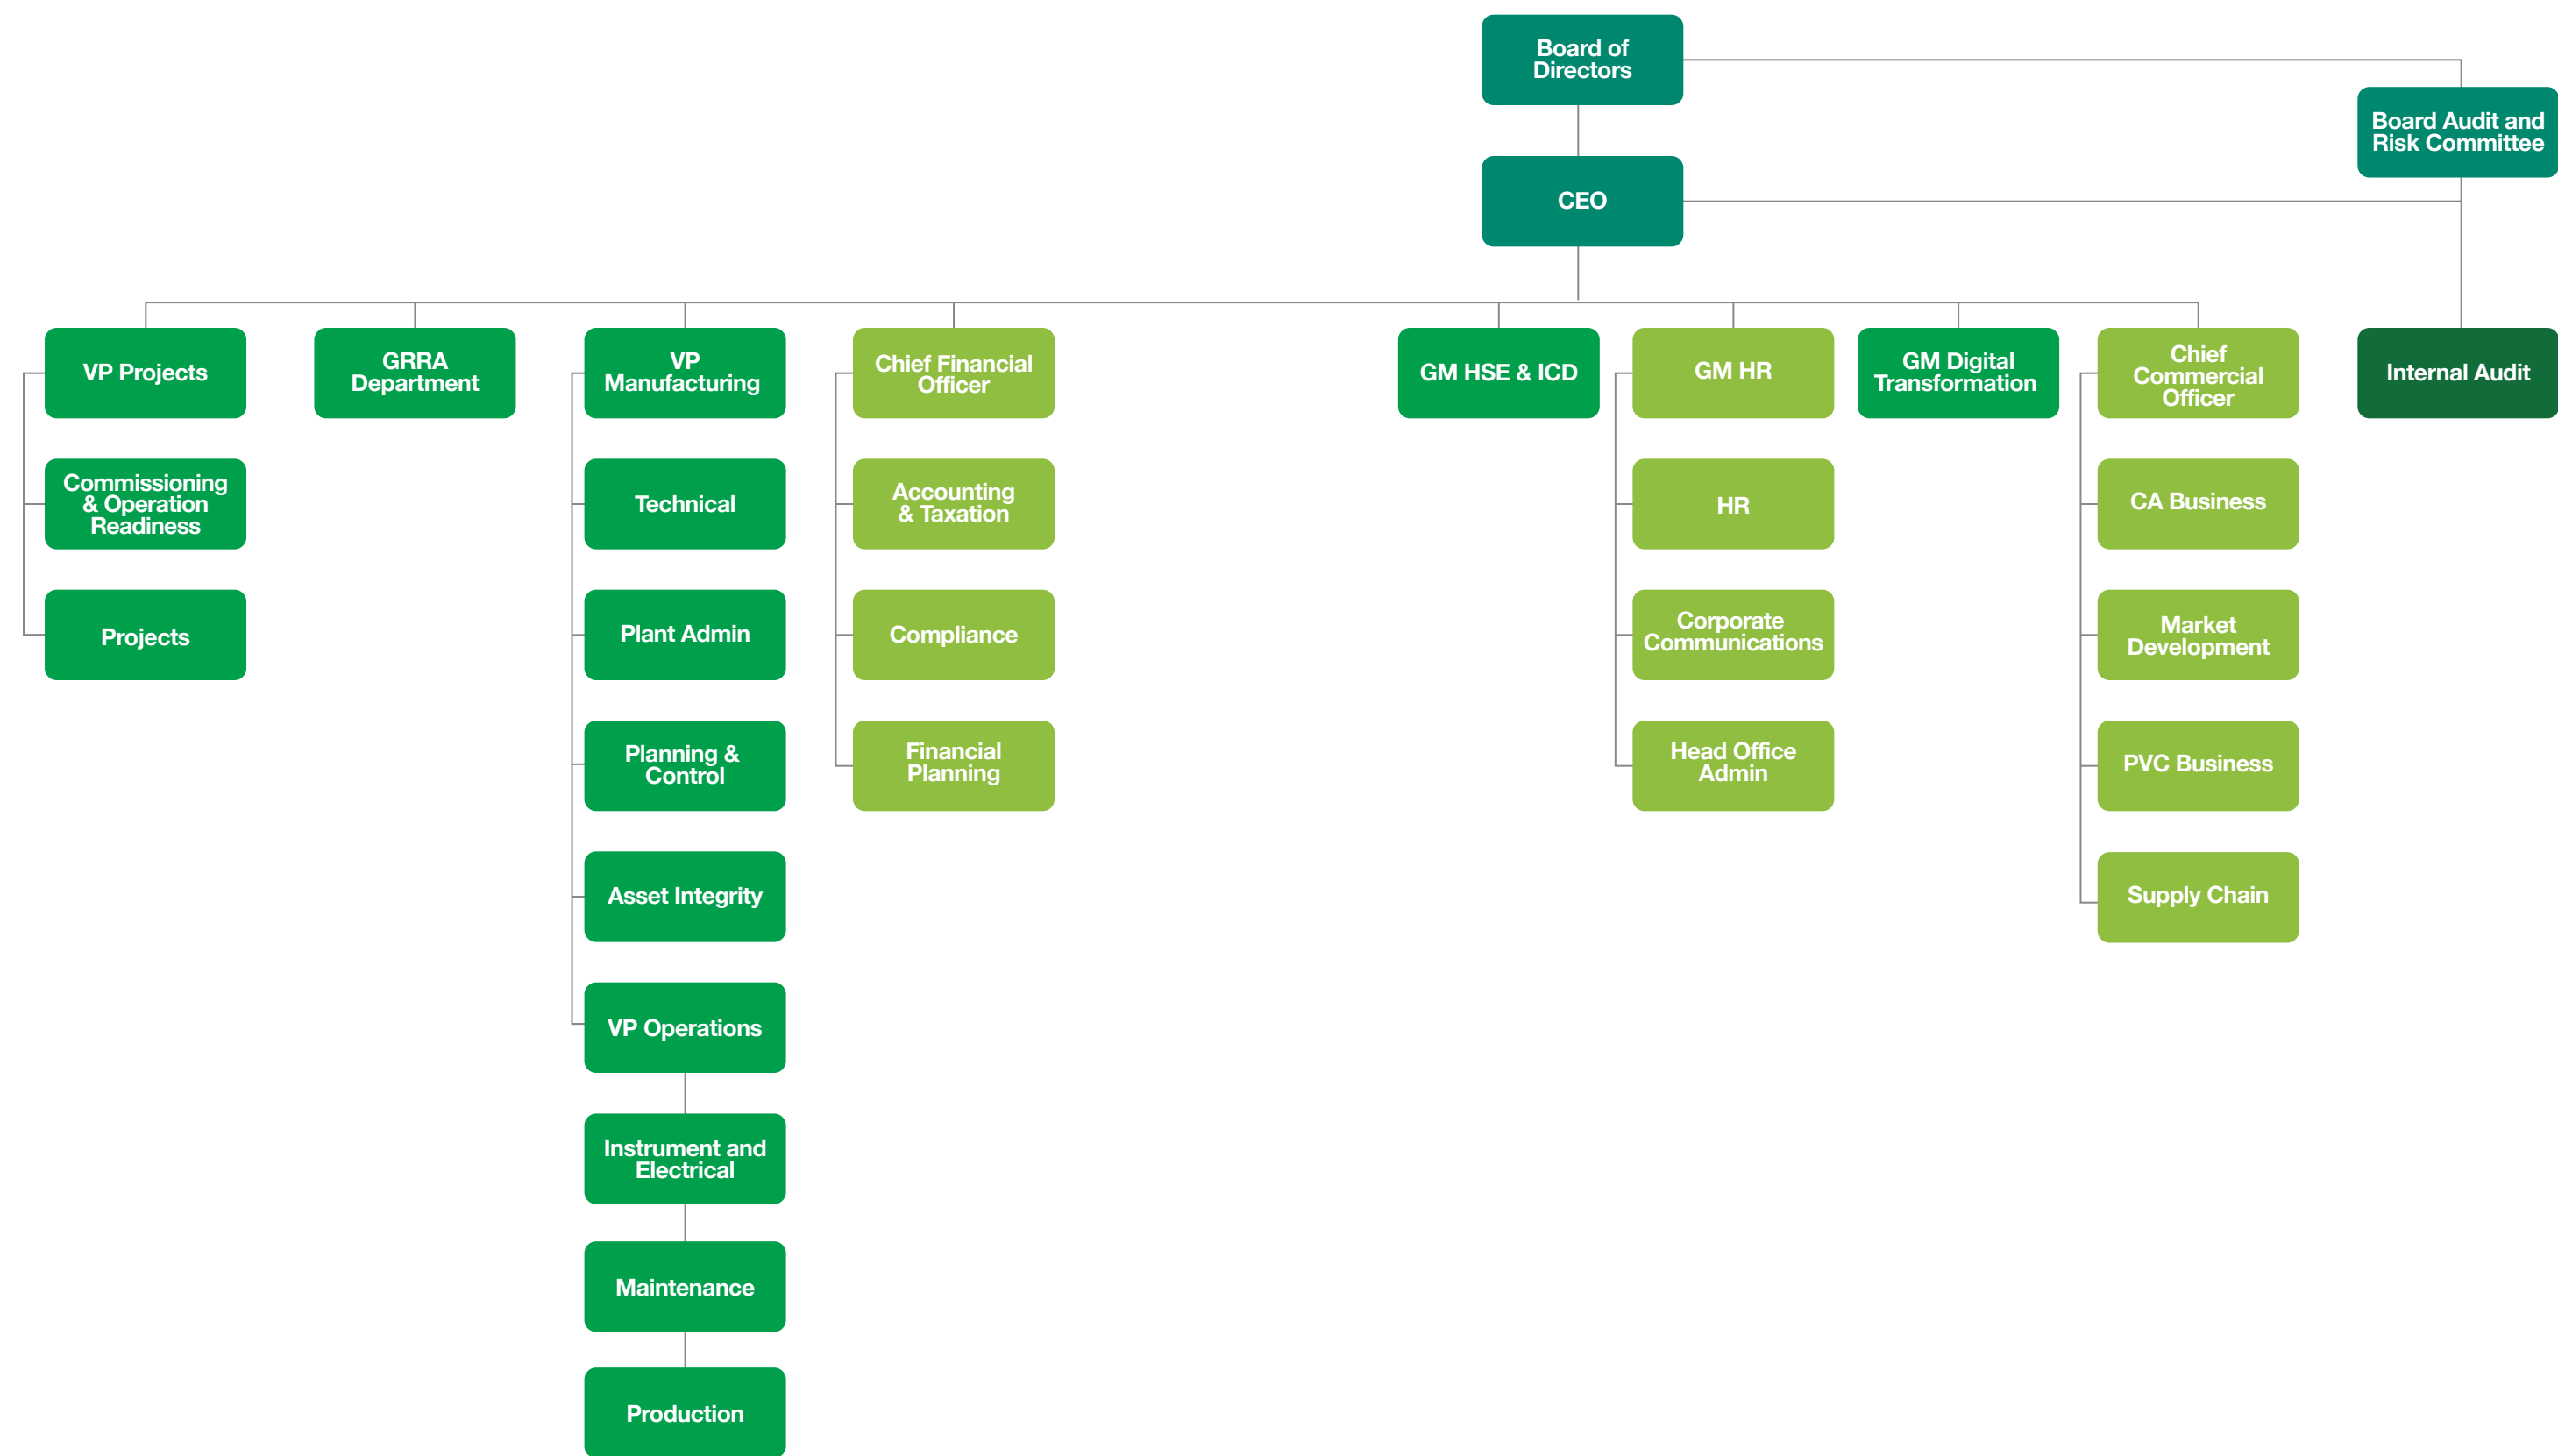 Board of
Directors
Board Audit and
Risk Committee
CEO
VP Projects
GRRA
Department
VP
Manufacturing
Chief Financial
Officer
GM HSE & ICD
GM HR
GM Digital
Transformation
Chief
Commercial
Officer
Internal Audit
Commissioning
& Operation
Readiness
Technical
Accounting
& Taxation
HR
CA Business
Projects
Plant Admin
Compliance
Corporate
Communications
Market
Development
Planning &
Control
Financial
Planning
Head Office
Admin
PVC Business
Asset Integrity
Supply Chain
VP Operations
Instrument and
Electrical
Maintenance
Production